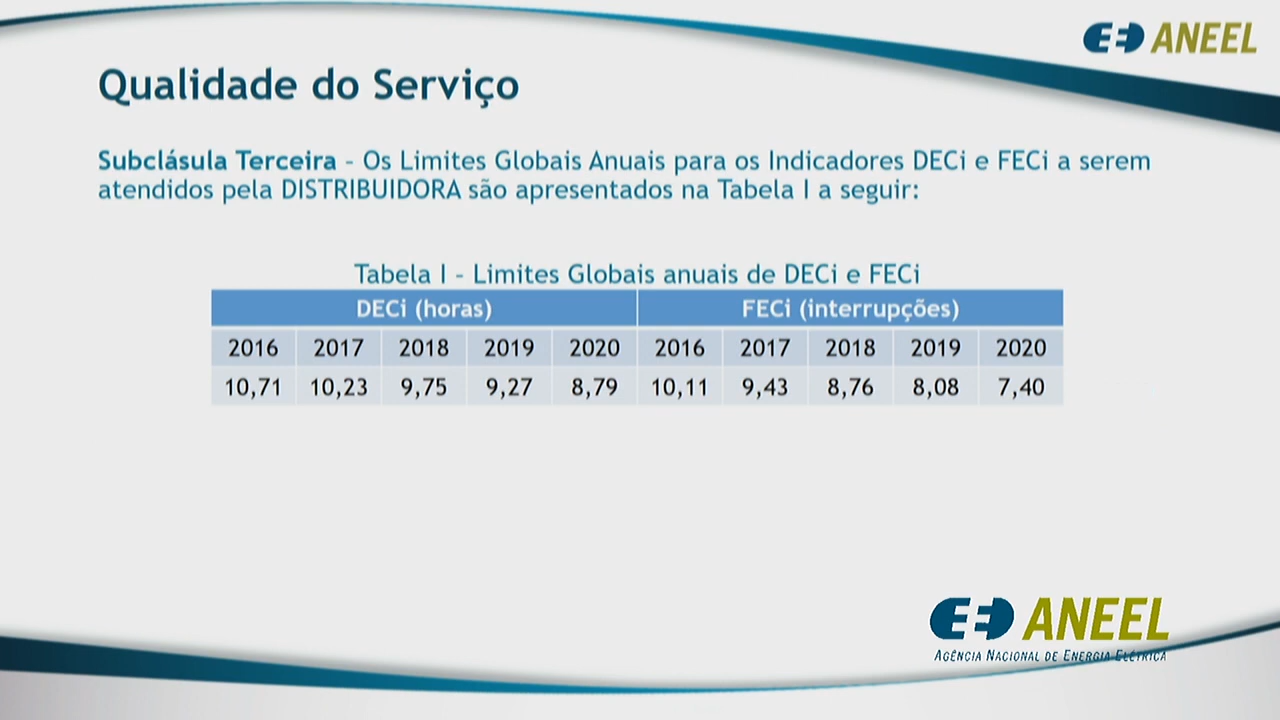 ANEEL
Qualidade do Serviço
Subclásula Terceira – Os Limites Globais Anuais para os Indicadores DECi e FECi a serem
atendidos pela DISTRIBUIDORA são apresentados na Tabela I a seguir:
Tabela I – Limites Globais anuais de DECi e FECi
DECi (horas) FECi (interrupções)
2016 2017 2018 2019 2020 2016 2017 2018 2019 2020
10,71 10,23 9,75 9,27 8,79 10,11 9,43 8,76 8,08 7,40
ANEEL
AGÊNCIA NACIONAL DE ENERGIA ELÉTRICA